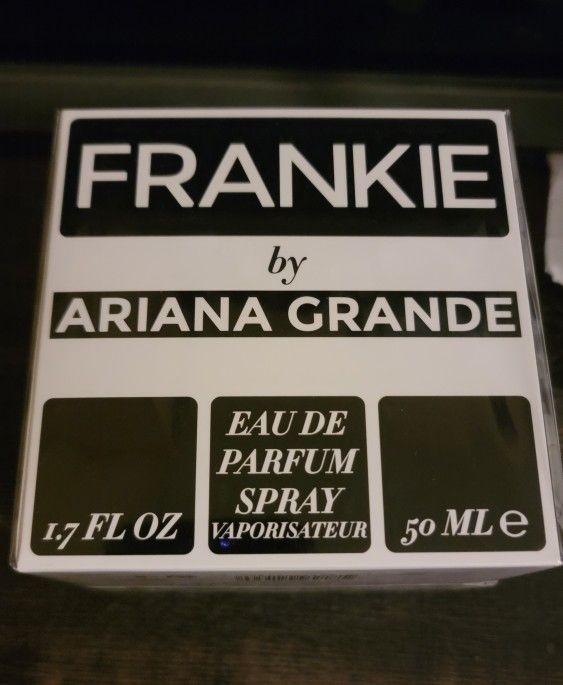 FRANKIE
by
ARIANA GRANDE
1.7 FL OZ
EAU DE
PARFUM
SPRAY
VAPORISATEUR
50 ML e